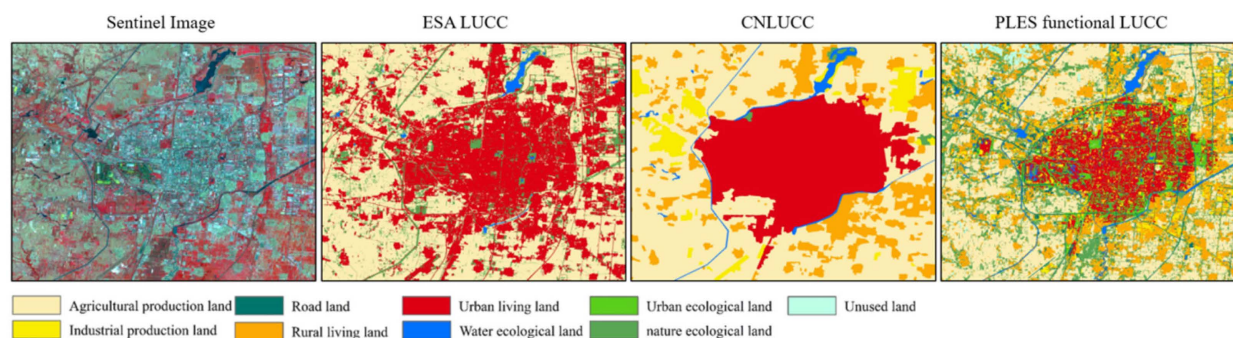 Sentinel Image ESA LUCC CNLUCC PLES functional LUCC
Agricultural production land Road land Urban living land Urban ecological land Unused land
Industrial production land Rural living land Water ecological land nature ecological land